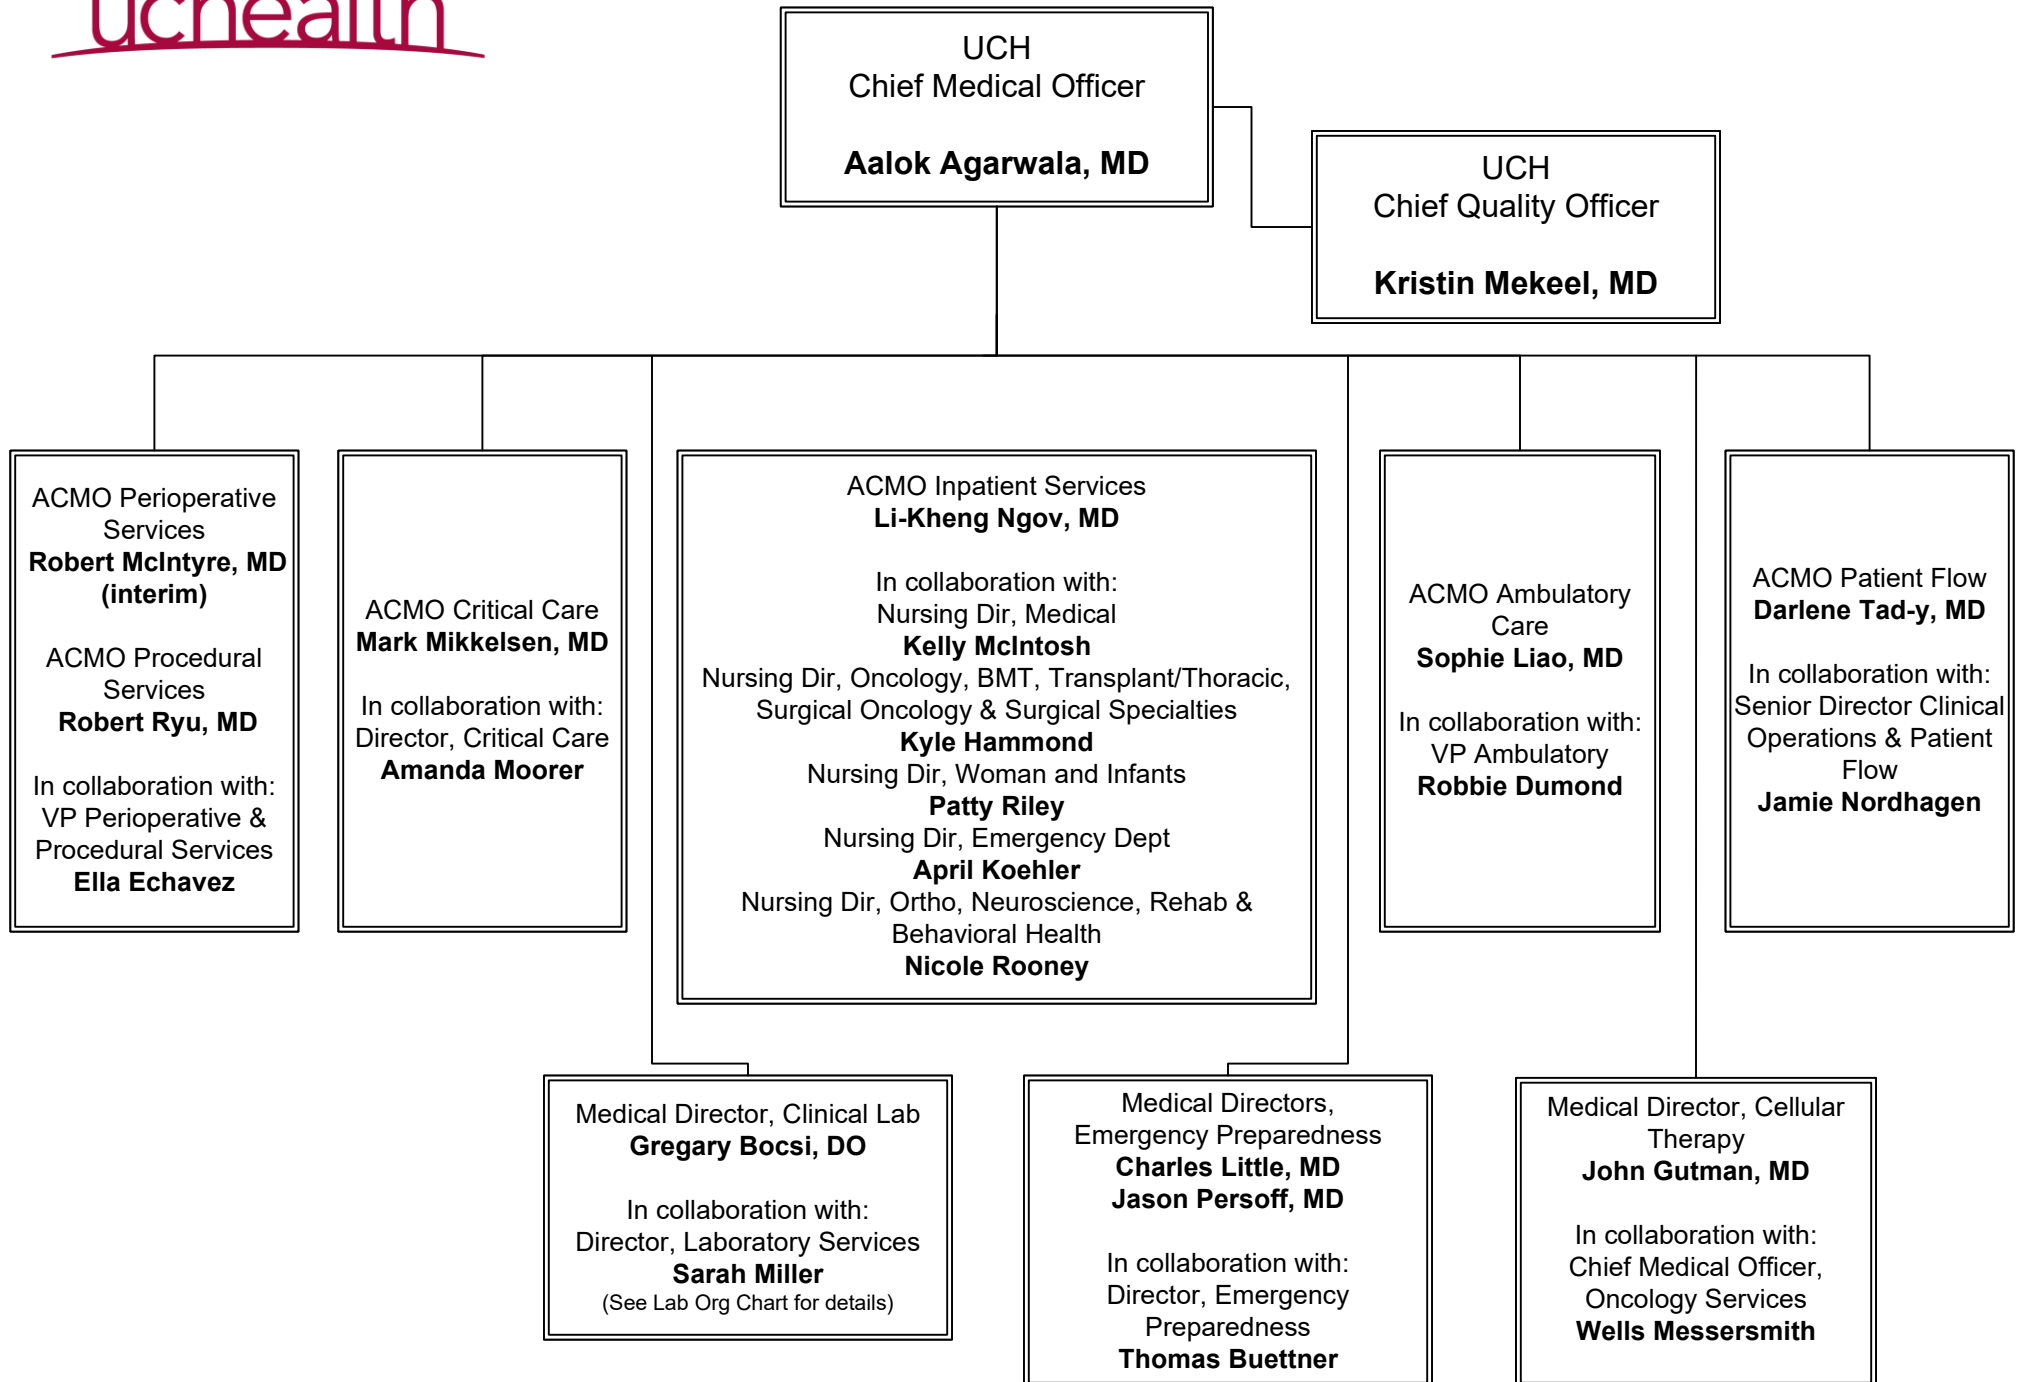 uchealth
UCH
Chief Medical Officer
Aalok Agarwala, MD
UCH
Chief Quality Officer
Kristin Mekeel, MD
ACMO Perioperative
Services
Robert McIntyre, MD
(interim)
ACMO Procedural
Services
Robert Ryu, MD
In collaboration with:
VP Perioperative &
Procedural Services
Ella Echavez
ACMO Critical Care
Mark Mikkelsen, MD
In collaboration with:
Director, Critical Care
Amanda Moorer
ACMO Inpatient Services
Li-Kheng Ngov, MD
In collaboration with:
Nursing Dir, Medical
Kelly McIntosh
Nursing Dir, Oncology, BMT, Transplant/Thoracic,
Surgical Oncology & Surgical Specialties
Kyle Hammond
Nursing Dir, Woman and Infants
Patty Riley
Nursing Dir, Emergency Dept
April Koehler
Nursing Dir, Ortho, Neuroscience, Rehab &
Behavioral Health
Nicole Rooney
ACMO Ambulatory
Care
Sophie Liao, MD
In collaboration with:
VP Ambulatory
Robbie Dumond
ACMO Patient Flow
Darlene Tad-y, MD
In collaboration with:
Senior Director Clinical
Operations & Patient
Flow
Jamie Nordhagen
Medical Director, Clinical Lab
Gregary Bocsi, DO
In collaboration with:
Director, Laboratory Services
Sarah Miller
(See Lab Org Chart for details)
Medical Directors,
Emergency Preparedness
Charles Little, MD
Jason Persoff, MD
In collaboration with:
Director, Emergency
Preparedness
Thomas Buettner
Medical Director, Cellular
Therapy
John Gutman, MD
In collaboration with:
Chief Medical Officer,
Oncology Services
Wells Messersmith